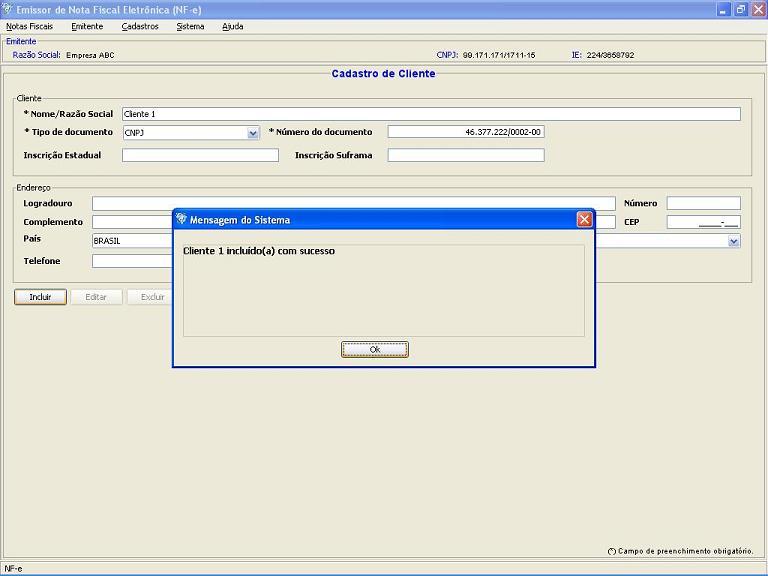 Emissor de Nota Fiscal Eletrônica (NF-e)
Notas Fiscais Emitente Cadastros Sistema Ajuda
Emitente
Razão Social: Empresa ABC CNPJ: 99.171.171/1711-15 IE: 224/3658792
Cadastro de Cliente
Cliente
* Nome/Razão Social Cliente 1
* Tipo de documento CNPJ * Número do documento 46.377.222/0002-00
Inscrição Estadual Inscrição Suframa
Endereço
Logradouro Número
Complemento CEP _____-___
País BRASIL
Telefone
Incluir Editar Excluir
Mensagem do Sistema
Cliente 1 incluído(a) com sucesso
Ok
(*) Campo de preenchimento obrigatório.
NF-e